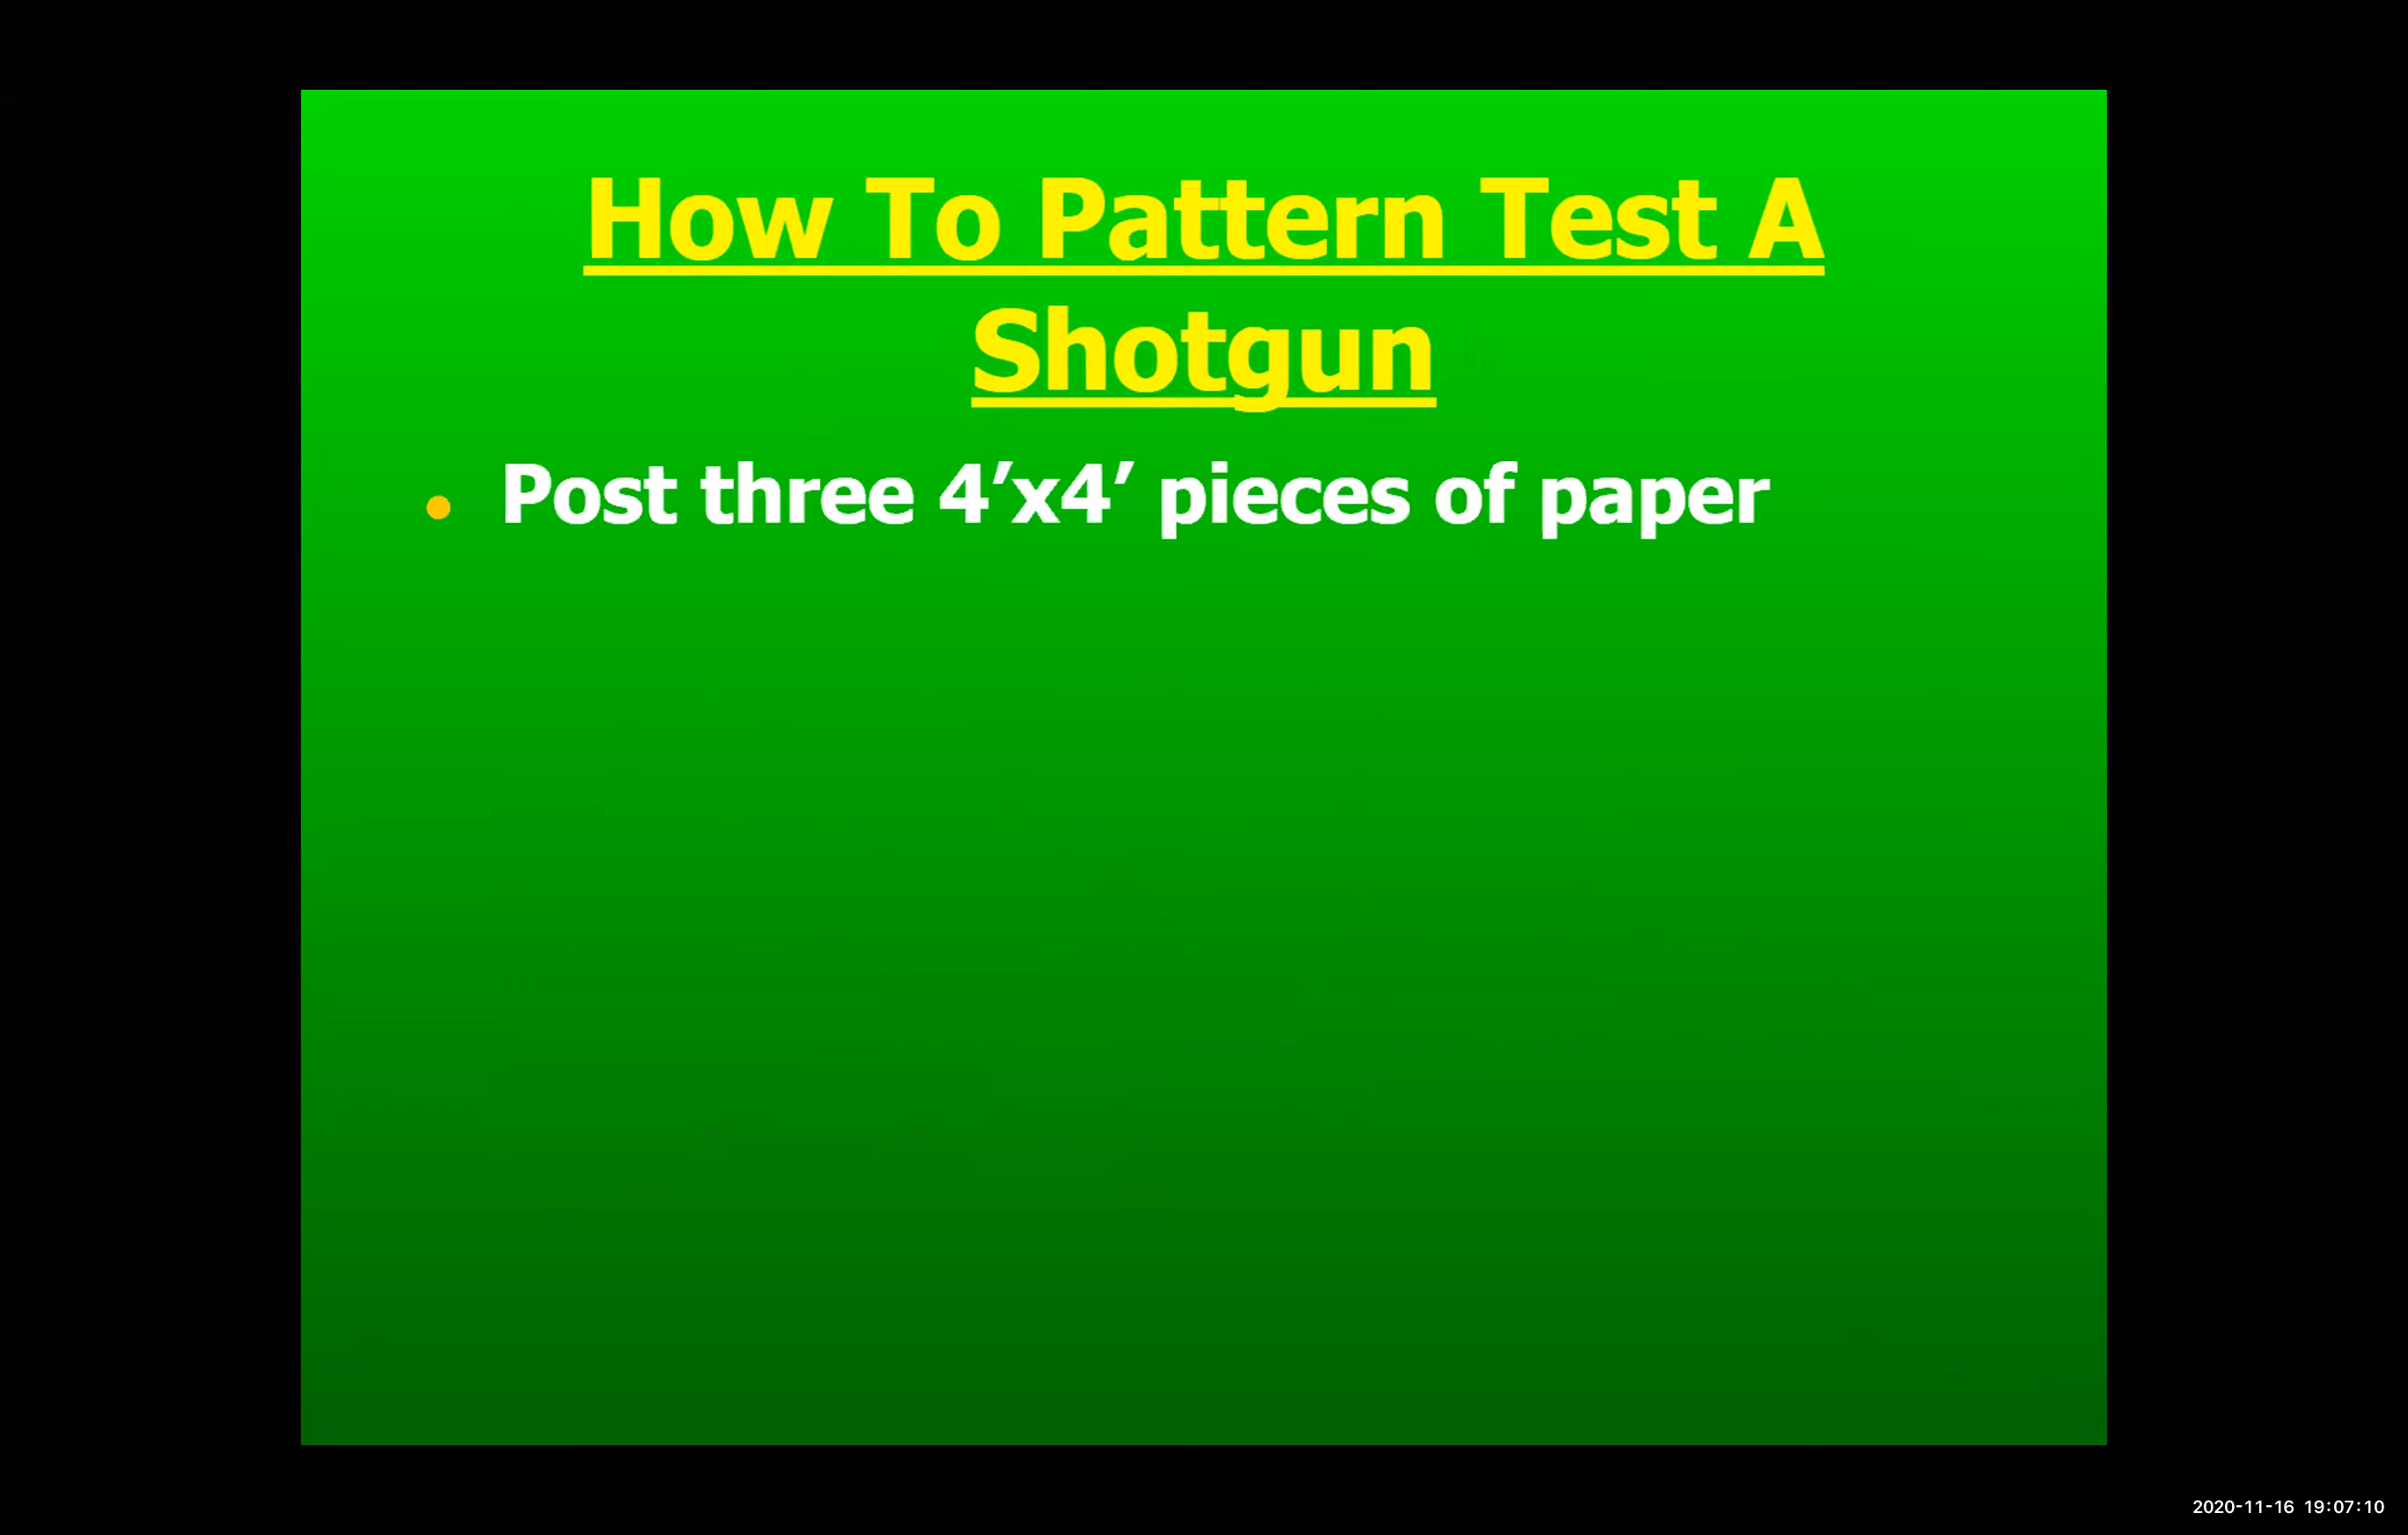 How To Pattern Test A
Shotgun
• Post three 4’x4’ pieces of paper
2020-11-16 19:07:10